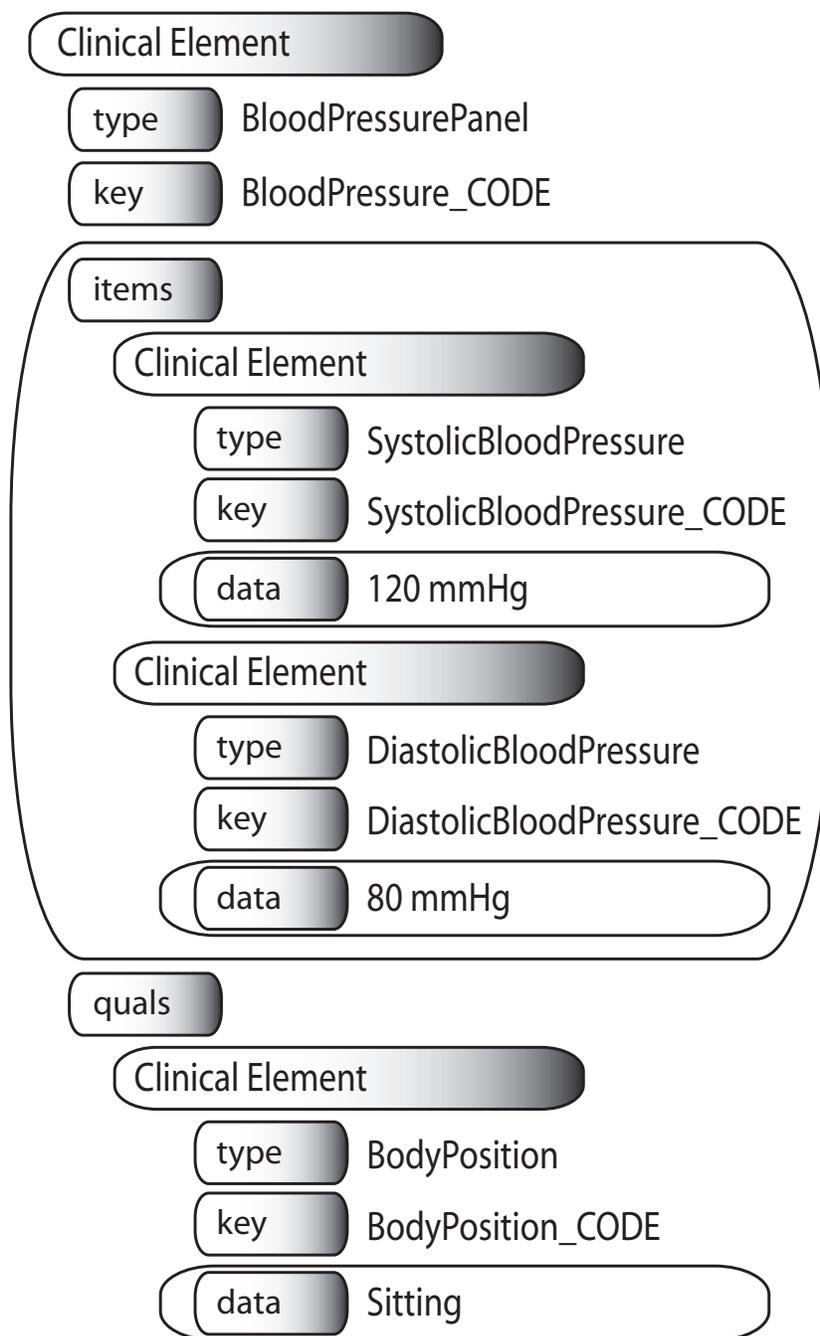 Clinical Element
type BloodPressurePanel
key BloodPressure_CODE
items
Clinical Element
type SystolicBloodPressure
key SystolicBloodPressure_CODE
data 120 mmHg
Clinical Element
type DiastolicBloodPressure
key DiastolicBloodPressure_CODE
data 80 mmHg
quals
Clinical Element
type BodyPosition
key BodyPosition_CODE
data Sitting